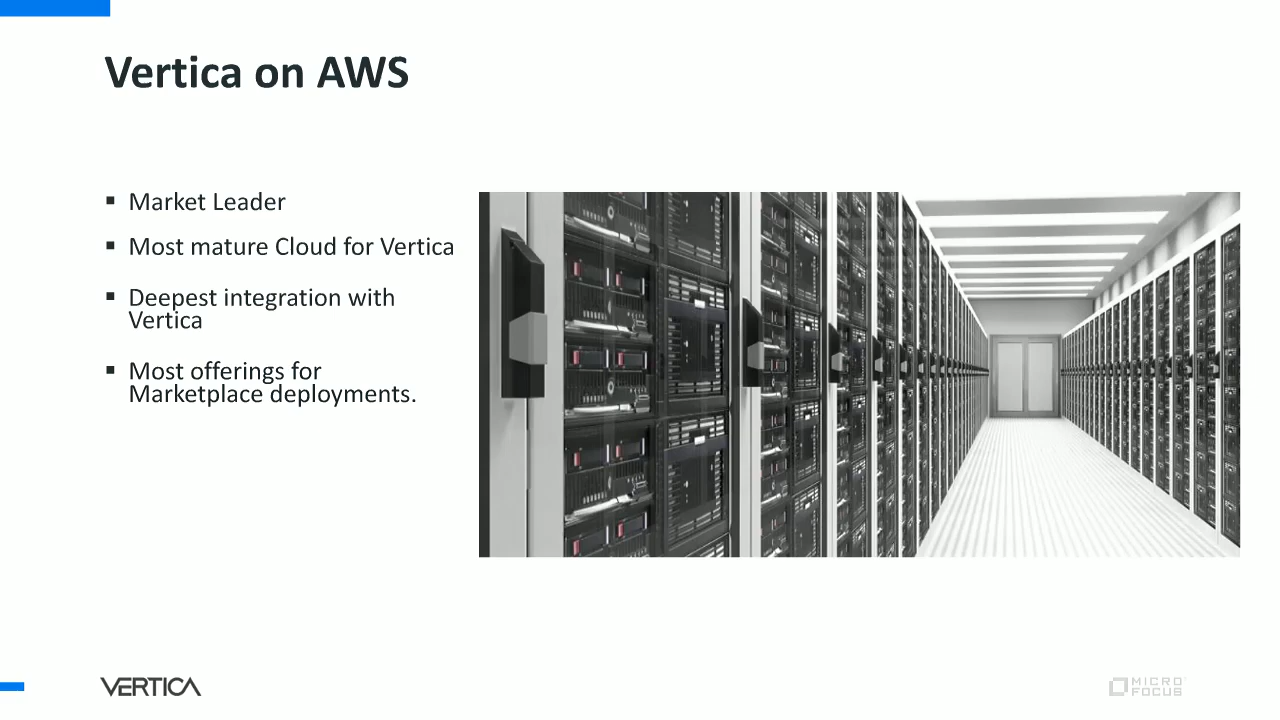 Vertica on AWS
▪ Market Leader
▪ Most mature Cloud for Vertica
▪ Deepest integration with
Vertica
▪ Most offerings for
Marketplace deployments.
VERTICA
MICRO
FOCUS